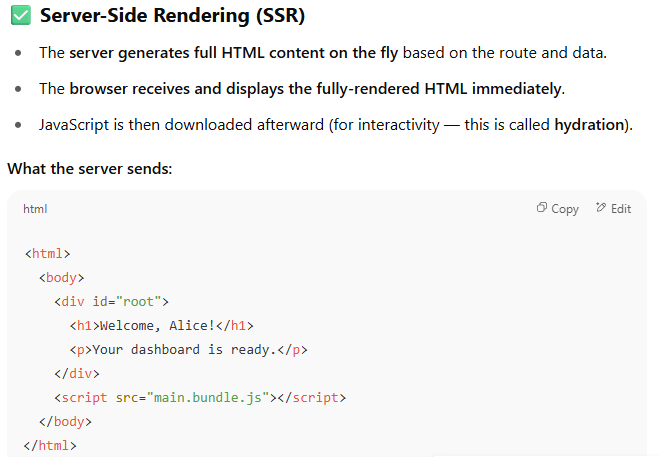 ✅ Server-Side Rendering (SSR)
• The server generates full HTML content on the fly based on the route and data.
• The browser receives and displays the fully-rendered HTML immediately.
• JavaScript is then downloaded afterward (for interactivity — this is called hydration).
What the server sends:
html Copy Edit
<html>
  <body>
    <div id="root">
      <h1>Welcome, Alice!</h1>
      <p>Your dashboard is ready.</p>
    </div>
    <script src="main.bundle.js"></script>
  </body>
</html>